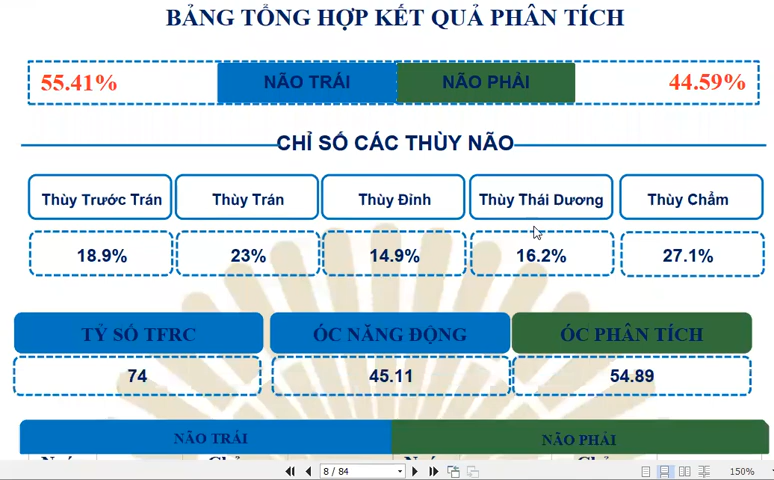 BẢNG TỔNG HỢP KẾT QUẢ PHÂN TÍCH
55.41% NÃO TRÁI NÃO PHẢI 44.59%
CHỈ SỐ CÁC THÙY NÃO
Thùy Trước Trán Thùy Trán Thùy Đỉnh Thùy Thái Dương Thùy Chẩm
18.9% 23% 14.9% 16.2% 27.1%
TỶ SỐ TFRC ÓC NĂNG ĐỘNG ÓC PHÂN TÍCH
74 45.11 54.89
NÃO TRÁI NÃO PHẢI
8 / 84 150%